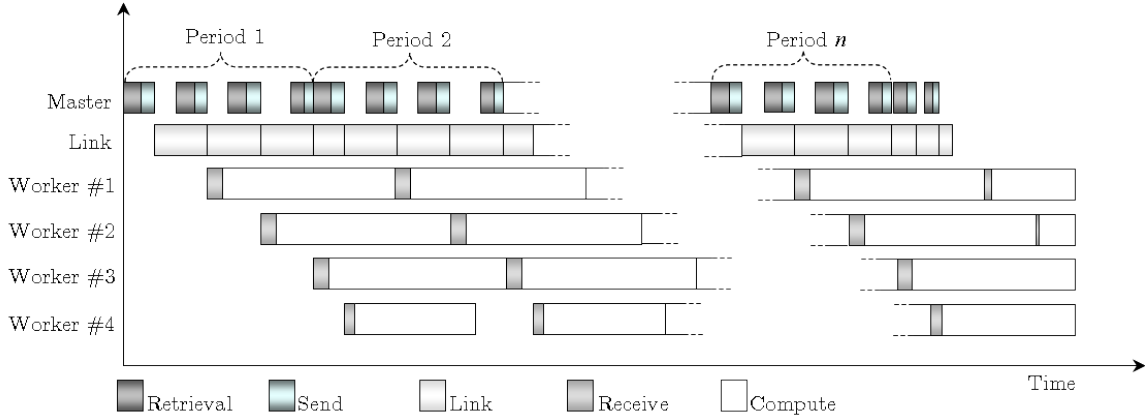 Period 1
Period 2
Period n
Master
Link
Worker #1
Worker #2
Worker #3
Worker #4
Time
Retrieval
Send
Link
Receive
Compute